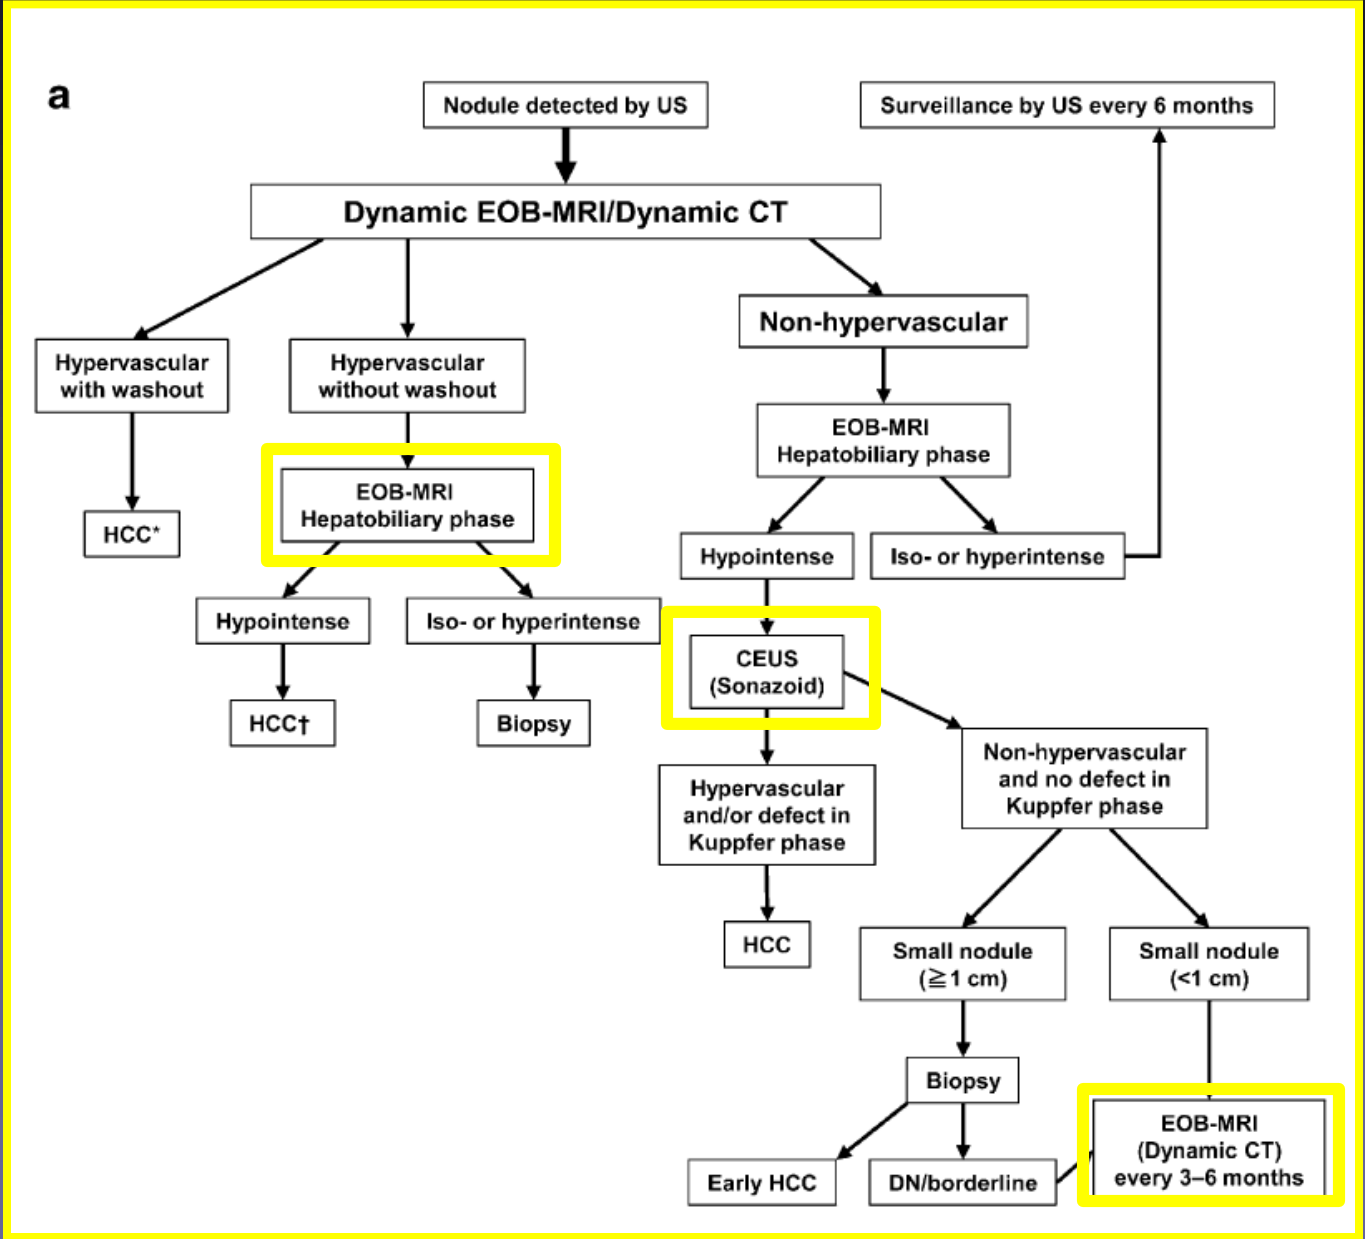 a
Nodule detected by US
Surveillance by US every 6 months
Dynamic EOB-MRI/Dynamic CT
Non-hypervascular
Hypervascular
with washout
Hypervascular
without washout
EOB-MRI
Hepatobiliary phase
EOB-MRI
Hepatobiliary phase
HCC*
Hypointense
Iso- or hyperintense
Hypointense
Iso- or hyperintense
CEUS
(Sonazoid)
HCC†
Biopsy
Non-hypervascular
and no defect in
Kuppfer phase
Hypervascular
and/or defect in
Kuppfer phase
HCC
Small nodule
(≧1 cm)
Small nodule
(<1 cm)
Biopsy
EOB-MRI
(Dynamic CT)
every 3–6 months
Early HCC
DN/borderline